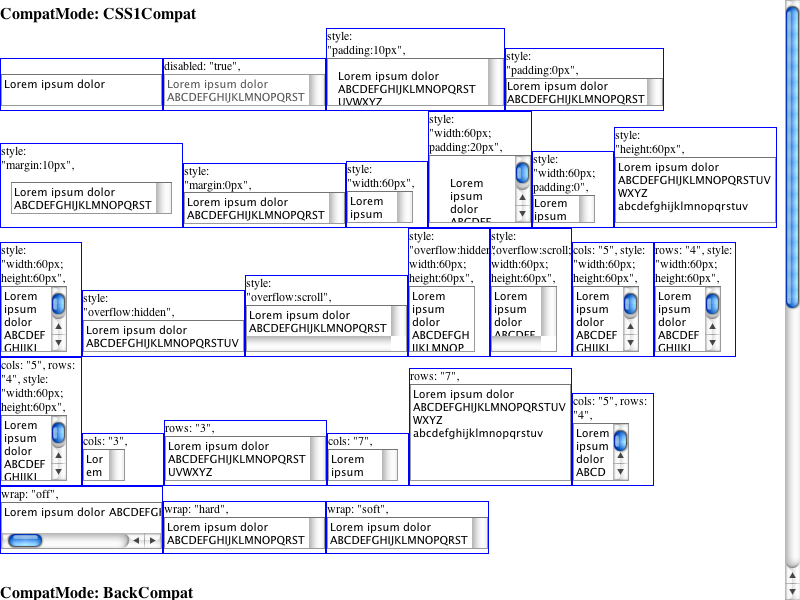 CompatMode: CSS1Compat
Lorem ipsum dolor
disabled: "true",
Lorem ipsum dolor
ABCDEFGHIJKLMNOPQRST
style:
"padding:10px",
Lorem ipsum dolor
ABCDEFGHIJKLMNOPQRST
UVWXYZ
style:
"padding:0px",
Lorem ipsum dolor
ABCDEFGHIJKLMNOPQRST
style:
"margin:10px",
Lorem ipsum dolor
ABCDEFGHIJKLMNOPQRST
style:
"margin:0px",
Lorem ipsum dolor
ABCDEFGHIJKLMNOPQRST
style:
"width:60px",
Lorem
ipsum
style:
"width:60px;
padding:20px",
Lorem
ipsum
dolor
ABCDEF
style:
"width:60px;
padding:0",
Lorem
ipsum
style:
"height:60px",
Lorem ipsum dolor
ABCDEFGHIJKLMNOPQRSTUV
WXYZ
abcdefghijklmnopqrstuv
style:
"width:60px;
height:60px",
Lorem
ipsum
dolor
ABCDEF
GHIJKL
style:
"overflow:hidden",
Lorem ipsum dolor
ABCDEFGHIJKLMNOPQRSTUV
style:
"overflow:scroll",
Lorem ipsum dolor
ABCDEFGHIJKLMNOPQRST
style:
"overflow:hidden;
width:60px;
height:60px",
Lorem
ipsum
dolor
ABCDEFGH
IJKLMNOP
style:
"overflow:scroll;
width:60px;
height:60px",
Lorem
ipsum
dolor
ABCDEF
cols: "5", style:
"width:60px;
height:60px",
Lorem
ipsum
dolor
ABCDEF
GHIJKL
rows: "4", style:
"width:60px;
height:60px",
Lorem
ipsum
dolor
ABCDEF
GHIJKL
cols: "5", rows:
"4", style:
"width:60px;
height:60px",
Lorem
ipsum
dolor
ABCDEF
GHIJKL
cols: "3",
Lor
em
rows: "3",
Lorem ipsum dolor
ABCDEFGHIJKLMNOPQRST
UVWXYZ
cols: "7",
Lorem
ipsum
rows: "7",
Lorem ipsum dolor
ABCDEFGHIJKLMNOPQRSTUV
WXYZ
abcdefghijklmnopqrstuv
cols: "5", rows:
"4",
Lorem
ipsum
dolor
ABCD
wrap: "off",
Lorem ipsum dolor ABCDEFG
wrap: "hard",
Lorem ipsum dolor
ABCDEFGHIJKLMNOPQRST
wrap: "soft",
Lorem ipsum dolor
ABCDEFGHIJKLMNOPQRST
CompatMode: BackCompat